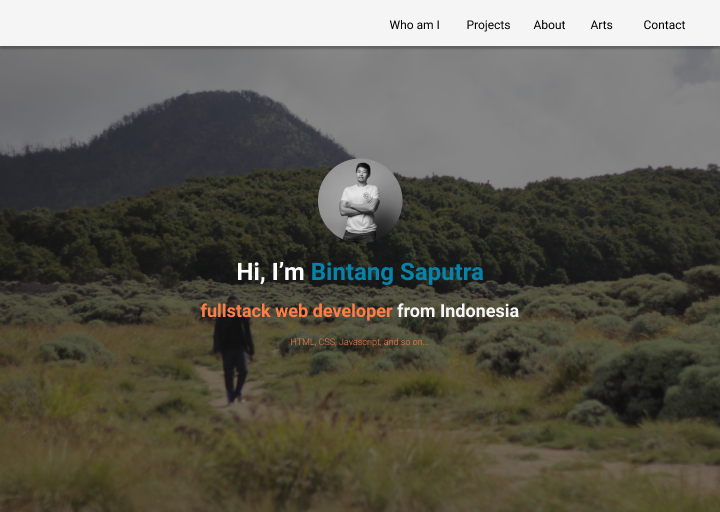 Who am I Projects About Arts Contact
Hi, I’m Bintang Saputra
fullstack web developer from Indonesia
HTML, CSS, Javascript, and so on...